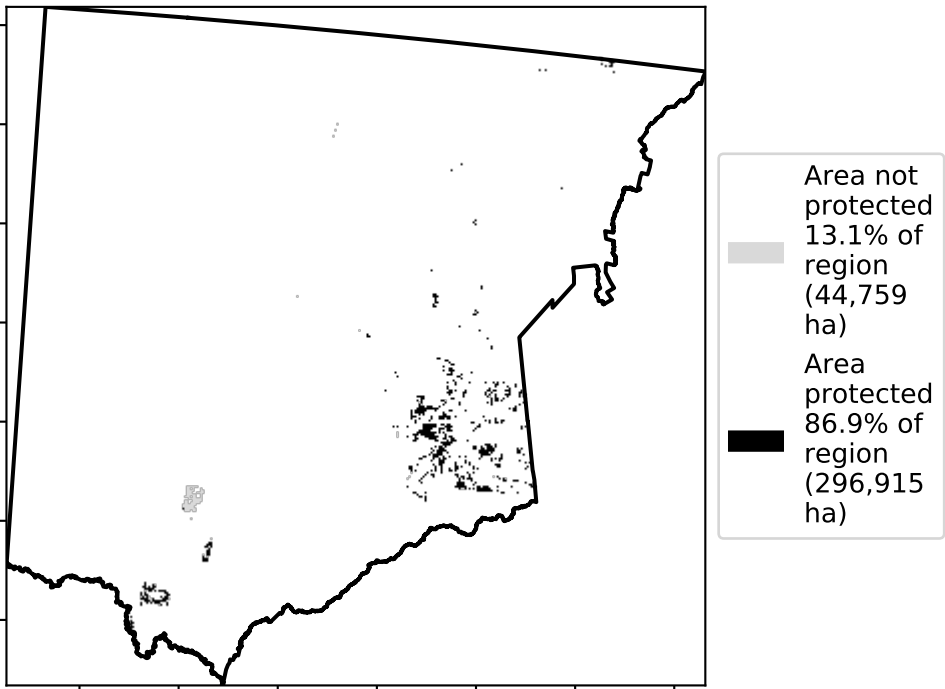 Area not
protected
13.1% of
region
(44,759
ha)
Area
protected
86.9% of
region
(296,915
ha)